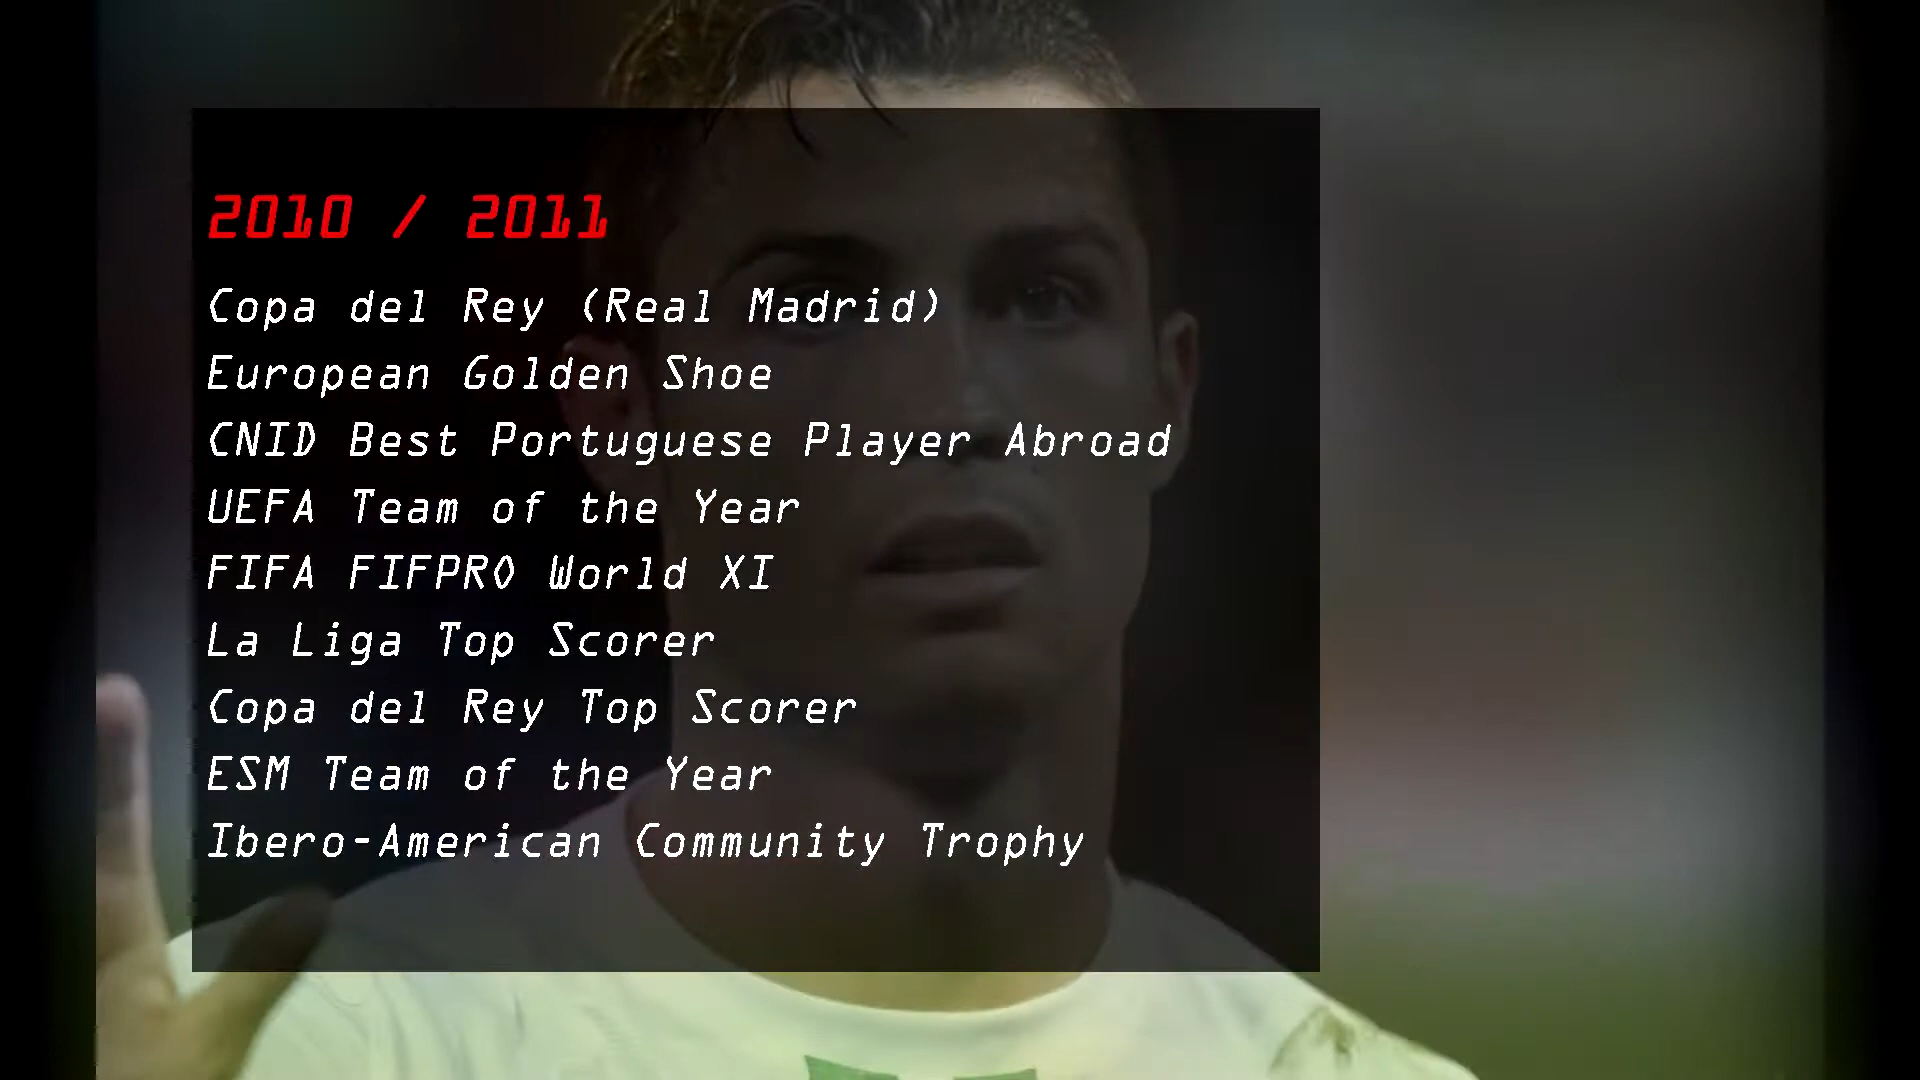 2010 / 2011
Copa del Rey (Real Madrid)
European Golden Shoe
CNID Best Portuguese Player Abroad
UEFA Team of the Year
FIFA FIFPRO World XI
La Liga Top Scorer
Copa del Rey Top Scorer
ESM Team of the Year
Ibero-American Community Trophy